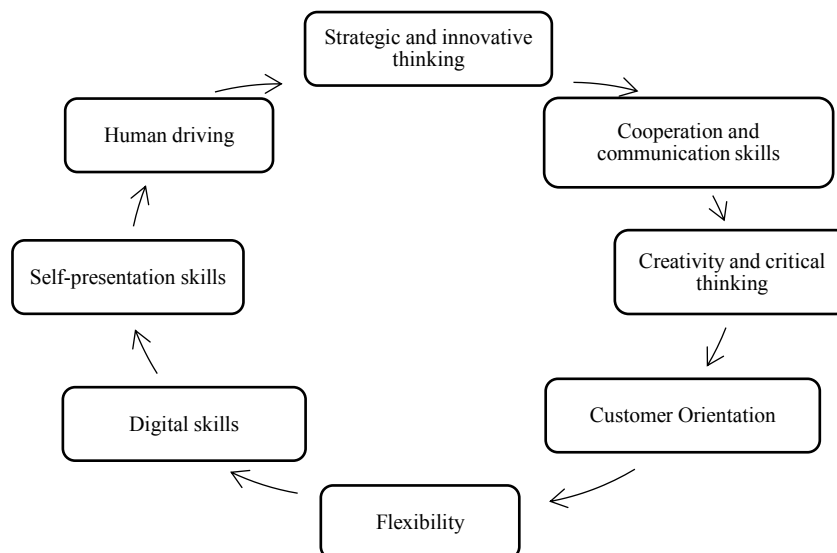 Strategic and innovative
thinking
Cooperation and
communication skills
Creativity and critical
thinking
Customer Orientation
Flexibility
Digital skills
Self-presentation skills
Human driving